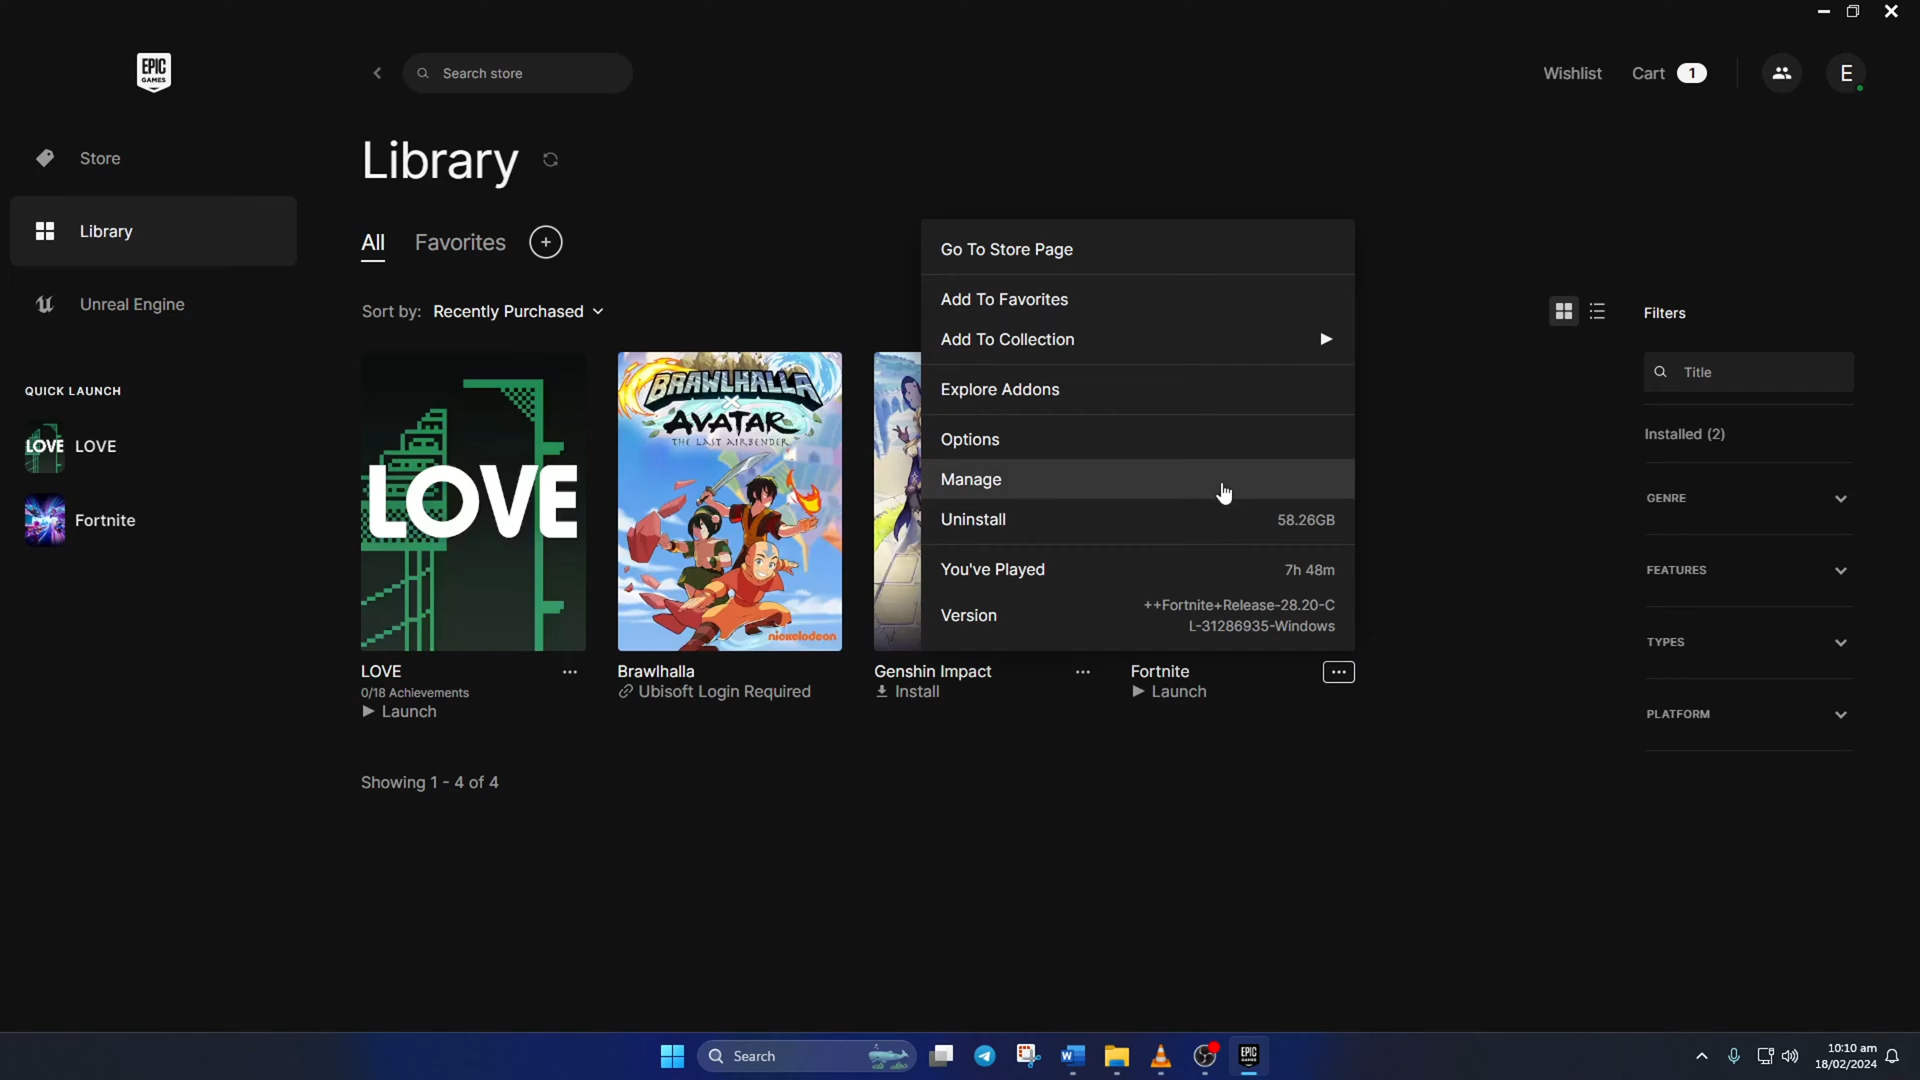 EPIC
GAMES
Search store
Wishlist
Cart 1
E
Store
Library
Unreal Engine
QUICK LAUNCH
LOVE LOVE
Fortnite
Library
All Favorites +
Sort by: Recently Purchased
LOVE
BRAWLHALLA
X
AVATAR
THE LAST AIRBENDER
nickelodeon
Go To Store Page
Add To Favorites
Add To Collection
Explore Addons
Options
Manage
Uninstall 58.26GB
You've Played 7h 48m
Version ++Fortnite+Release-28.20-C
L-31286935-Windows
LOVE ...
0/18 Achievements
Launch
Brawlhalla
Ubisoft Login Required
Genshin Impact ...
Install
Fortnite ...
Launch
Showing 1 - 4 of 4
Filters
Title
Installed (2)
GENRE
FEATURES
TYPES
PLATFORM
Search
EPIC
GAMES
10:10 am
18/02/2024